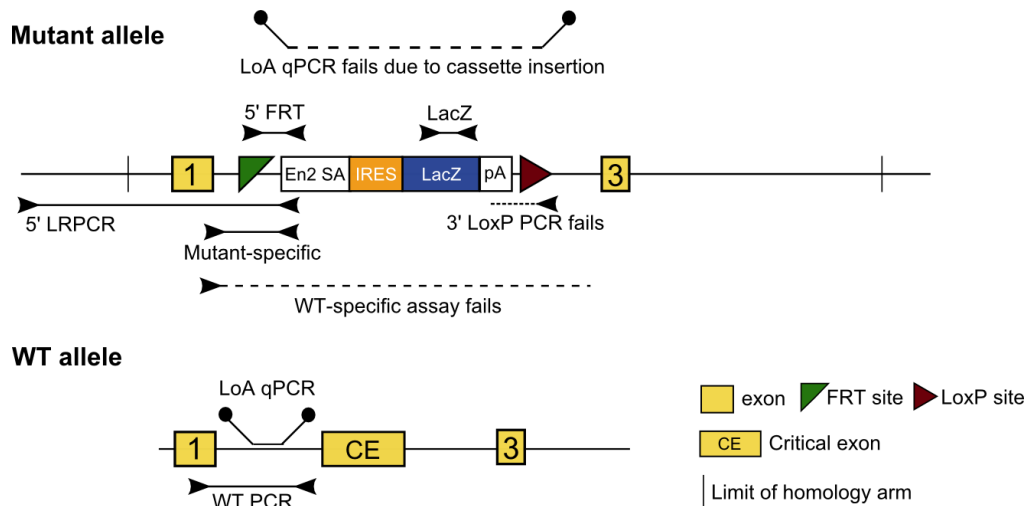 Mutant allele
LoA qPCR fails due to cassette insertion
5' FRT
LacZ
1
En2 SA
IRES
LacZ
pA
3
5' LRPCR
3' LoxP PCR fails
Mutant-specific
WT-specific assay fails
WT allele
LoA qPCR
1
CE
3
WT PCR
exon
FRT site
LoxP site
CE
Critical exon
Limit of homology arm